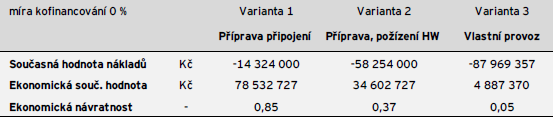 míra kofinancování 0 % Varianta 1 Varianta 2 Varianta 3
Příprava připojení Příprava, požízení HW Vlastní provoz
Současná hodnota nákladů Kč -14 324 000 -58 254 000 -87 969 357
Ekonomická souč. hodnota Kč 78 532 727 34 602 727 4 887 370
Ekonomická návratnost - 0,85 0,37 0,05